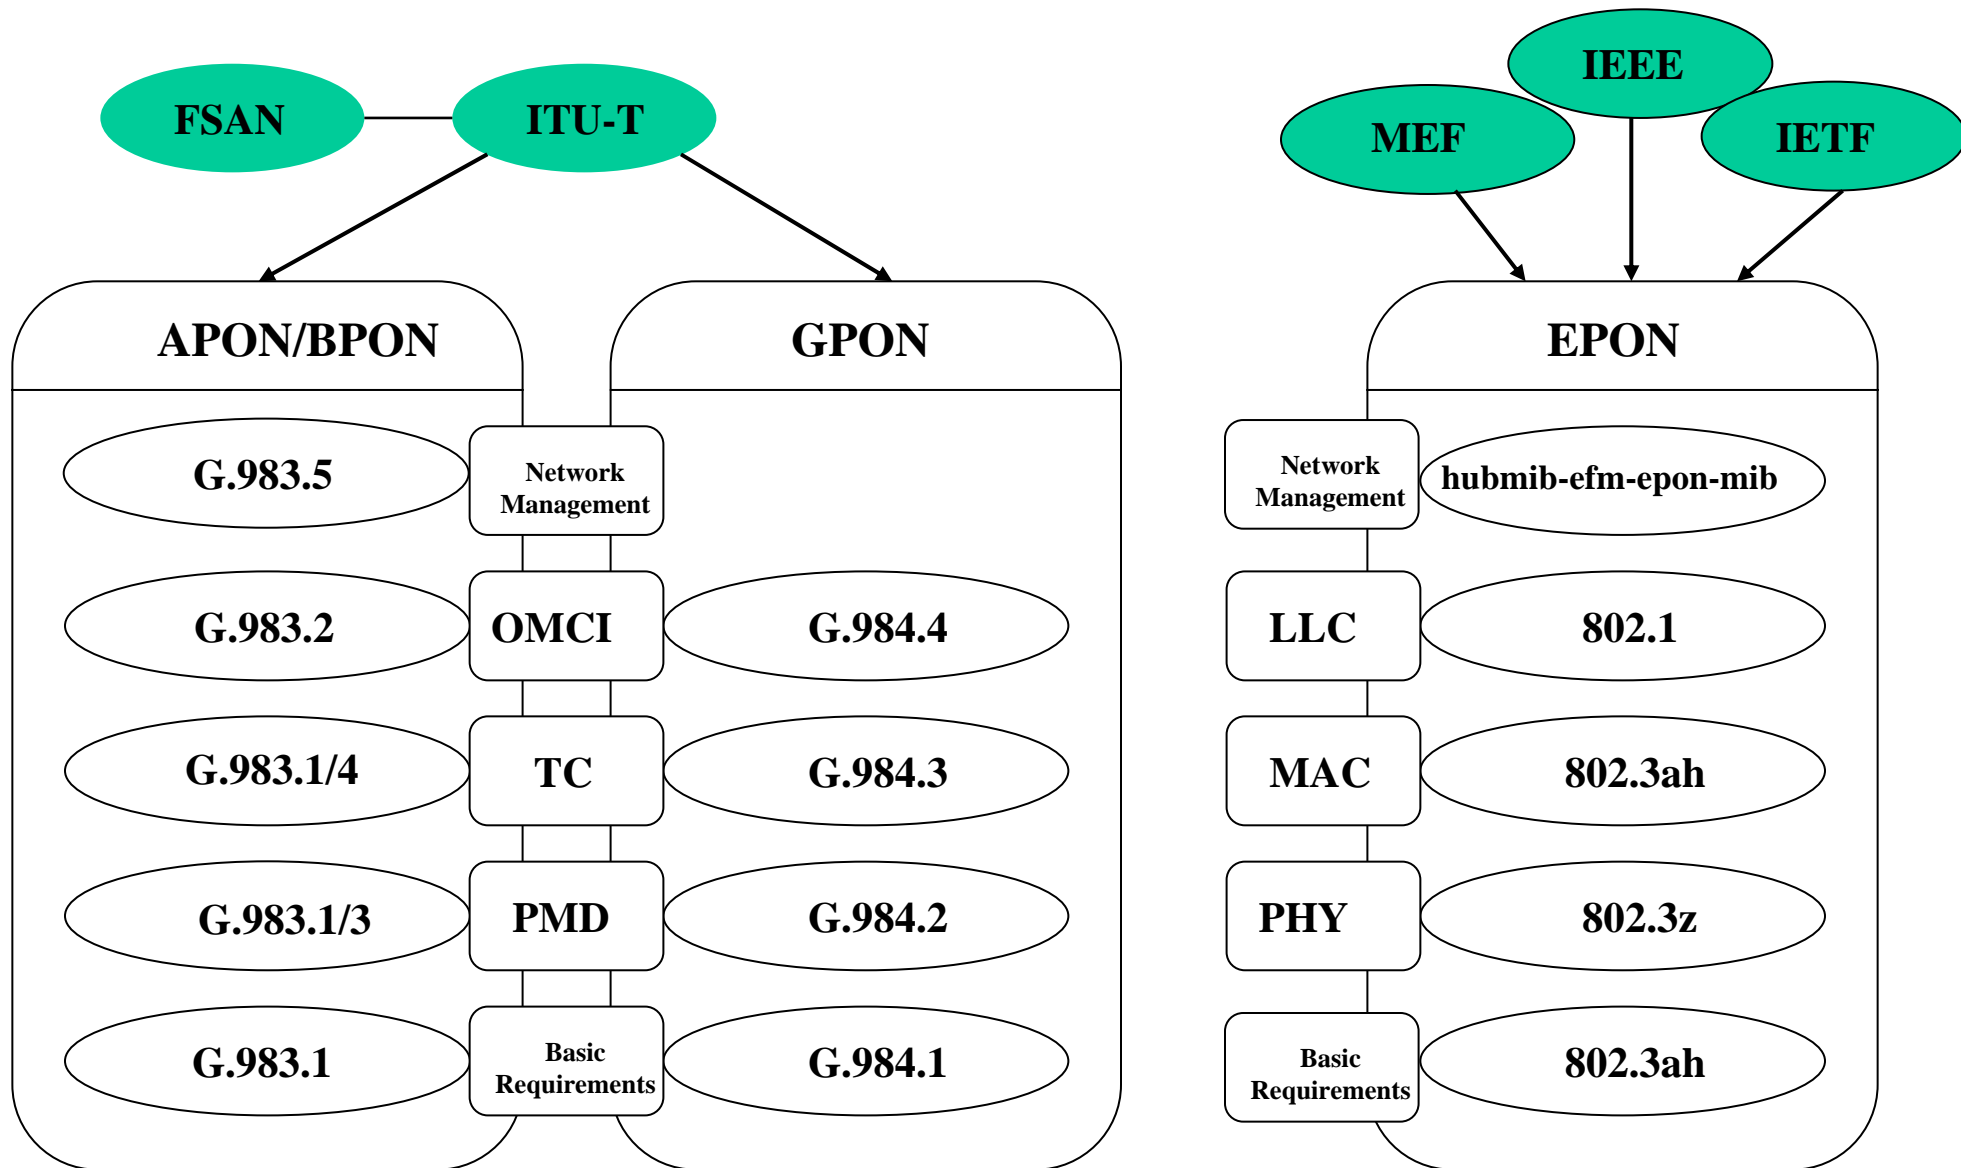 IEEE
FSAN
ITU-T
MEF
IETF
APON/BPON
GPON
EPON
G.983.5
Network
Management
Network
Management
hubmib-efm-epon-mib
G.983.2
OMCI
G.984.4
LLC
802.1
G.983.1/4
TC
G.984.3
MAC
802.3ah
G.983.1/3
PMD
G.984.2
PHY
802.3z
G.983.1
Basic
Requirements
G.984.1
Basic
Requirements
802.3ah